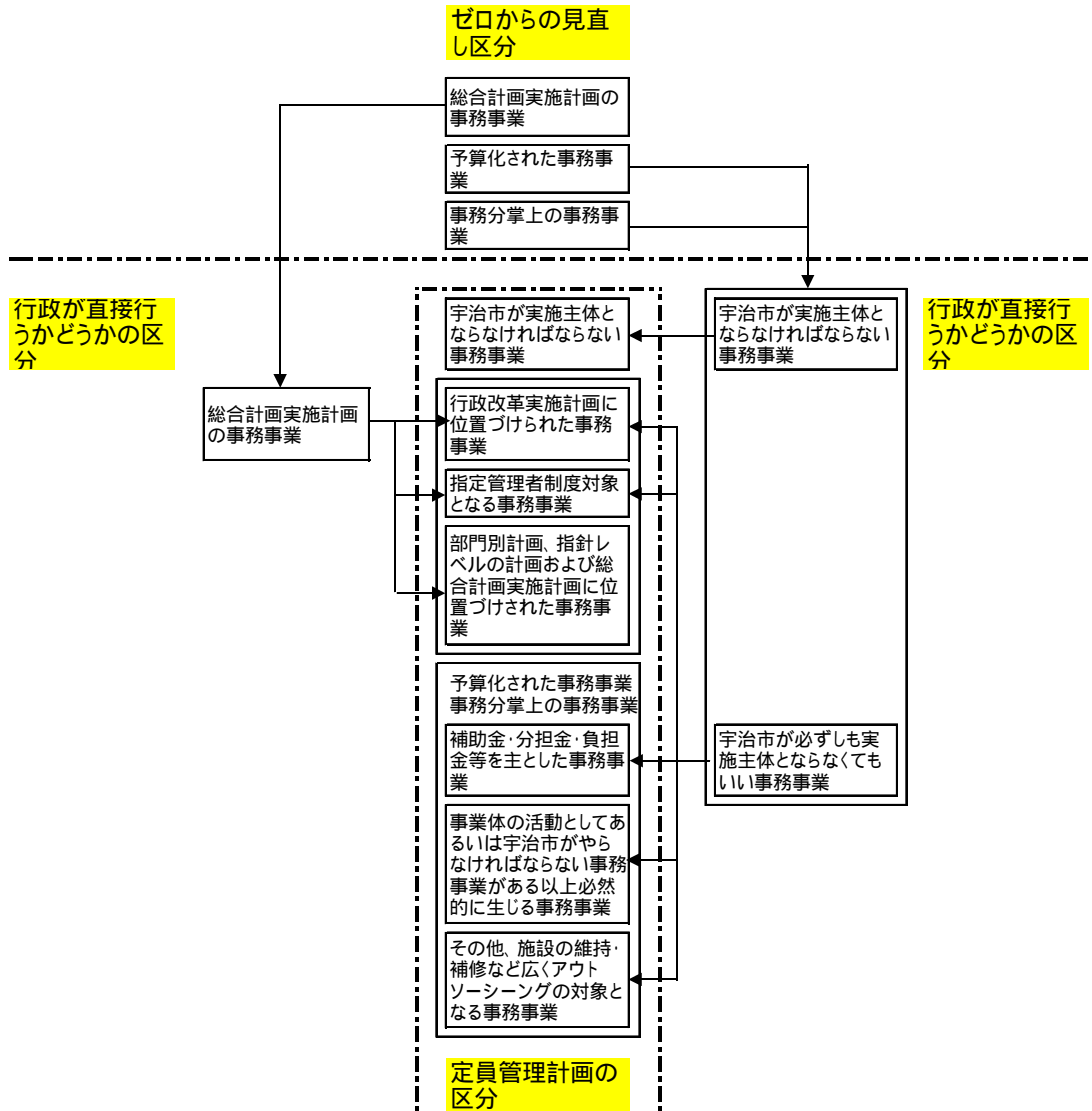 ゼロからの見直
し区分
総合計画実施計画の
事務事業
予算化された事務事
業
事務分掌上の事務事
業
行政が直接行
うかどうかの区
分
総合計画実施計画
の事務事業
宇治市が実施主体と
ならなければならない
事務事業
行政改革実施計画に
位置づけられた事務
事業
指定管理者制度対象
となる事務事業
部門別計画、指針レ
ベルの計画および総
合計画実施計画に位
置づけされた事務事
業
予算化された事務事業
事務分掌上の事務事業
補助金・分担金・負担
金等を主とした事務事
業
事業体の活動としてあ
るいは宇治市がやら
なければならない事務
事業がある以上必然
的に生じる事務事業
その他、施設の維持・
補修など広くアウト
ソーシーングの対象と
なる事務事業
定員管理計画の
区分
宇治市が実施主体と
ならなければならない
事務事業
宇治市が必ずしも実
施主体とならなくても
いい事務事業
行政が直接行
うかどうかの区
分